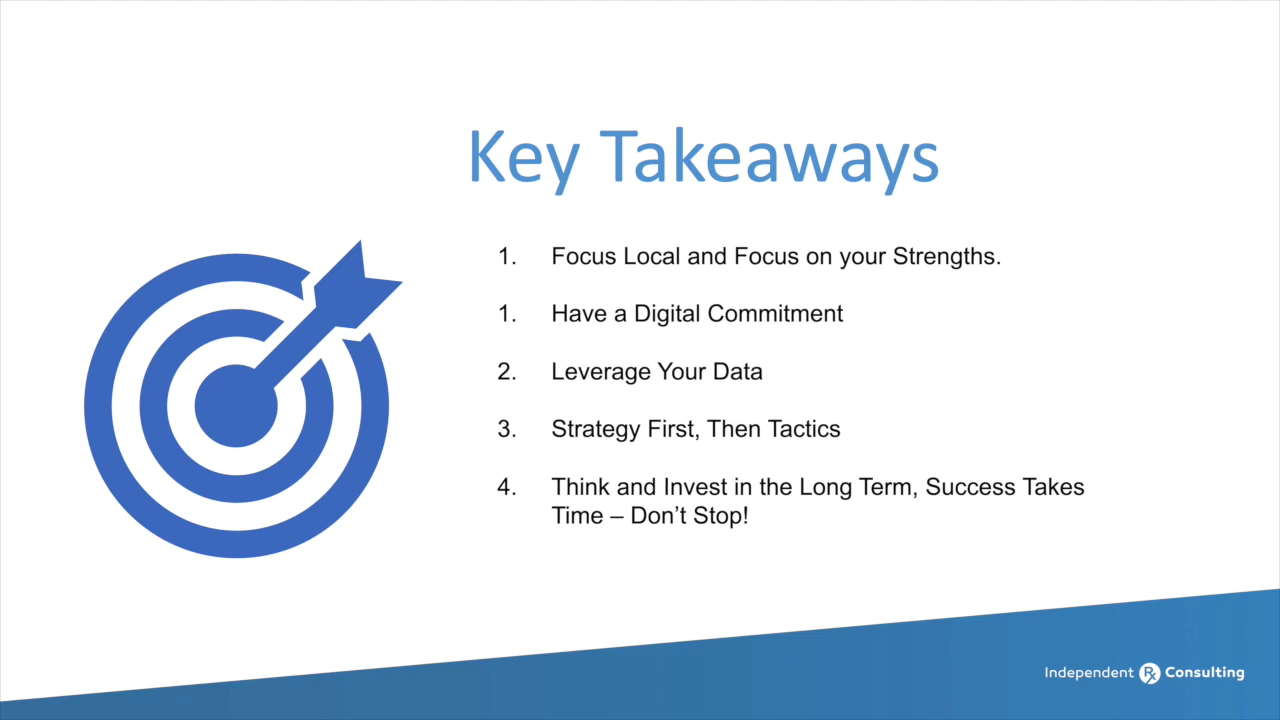 Key Takeaways
1. Focus Local and Focus on your Strengths.
1. Have a Digital Commitment
2. Leverage Your Data
3. Strategy First, Then Tactics
4. Think and Invest in the Long Term, Success Takes
Time – Don’t Stop!
Independent Rx Consulting